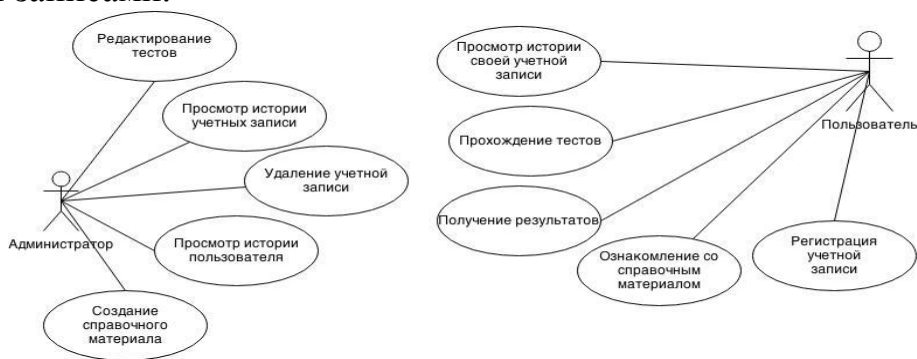 Редактирование
тестов
Просмотр истории
учетных записи
Удаление учетной
записи
Администратор
Просмотр истории
пользователя
Создание
справочного
материала
Просмотр истории
своей учетной
записи
Пользователь
Прохождение тестов
Получение результатов
Ознакомление со
справочным
материалом
Регистрация
учетной
записи